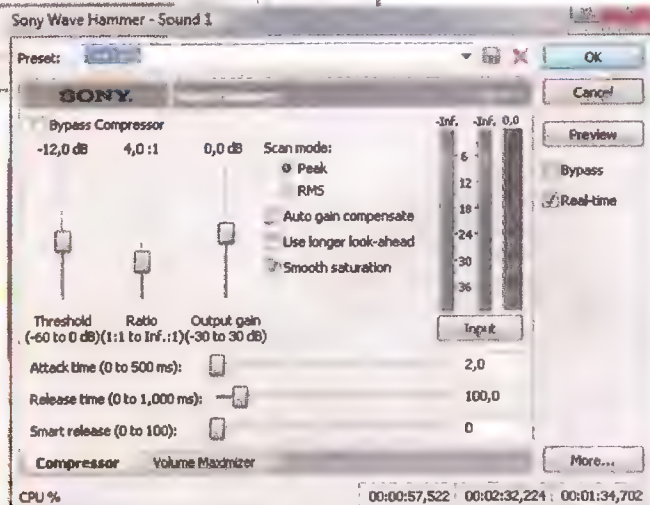 Sony Wave Hammer - Sound 1
Preset:
OK
SONY.
Cancel
Bypass Compressor
-12,0 dB 4,0 :1 0,0 dB Scan mode:
-Inf. -Inf. 0,0
Preview
Peak
6
Bypass
RMS
12
Real-time
Auto gain compensate
18
Use longer look-ahead
-24-
Smooth saturation
-30
36
Threshold Ratio Output gain
(-60 to 0 dB)(1:1 to Inf.:1)(-30 to 30 dB)
Input
Attack time (0 to 500 ms): 2,0
Release time (0 to 1,000 ms): 100,0
Smart release (0 to 100): 0
Compressor Volume Maximizer
More...
CPU % 00:00:57,522 00:02:32,224 00:01:34,702